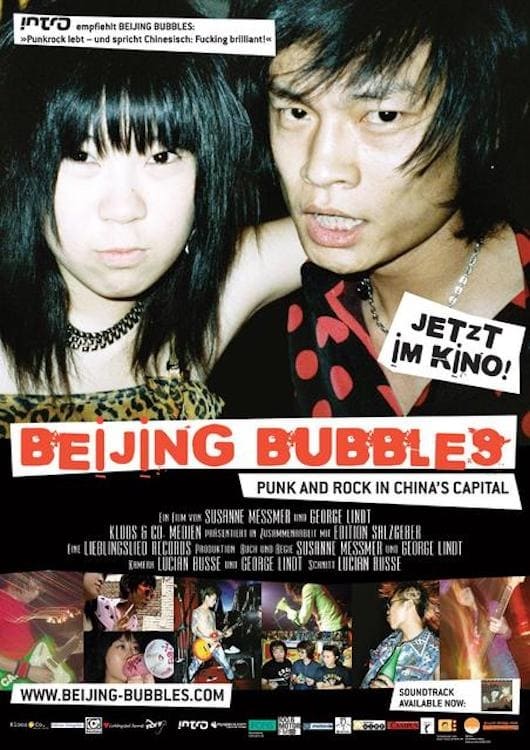 intro empfiehlt BEIJING BUBBLES:
»Punkrock lebt – und spricht Chinesisch: Fucking brilliant!«
JETZT
IM KINO!
BEIJING BUBBLES
PUNK AND ROCK IN CHINA'S CAPITAL
EIN FILM VON SUSANNE MESSMER UND GEORGE LINDT
KLOOS & CO. MEDIEN PRÄSENTIERT IN ZUSAMMENARBEIT MIT EDITION SALZGEBER
EINE LIEBLINGSLIED RECORDS PRODUKTION BUCH UND REGIE SUSANNE MESSMER UND GEORGE LINDT
KAMERA LUCIAN BUSSE UND GEORGE LINDT SCHNITT LUCIAN BUSSE
WWW.BEIJING-BUBBLES.COM
SOUNDTRACK
AVAILABLE NOW:
Kloos & Co.
intro